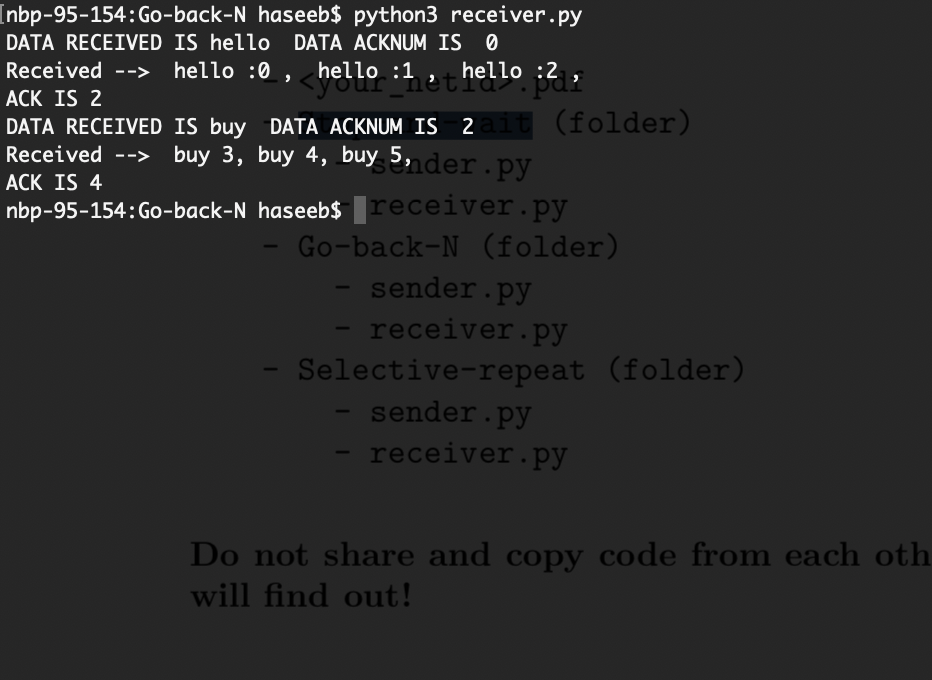 nbp-95-154:Go-back-N haseeb$ python3 receiver.py
DATA RECEIVED IS hello  DATA ACKNUM IS  0
Received -->  hello :0 ,  hello :1 ,  hello :2 ,
- <your_netid>.pdf
ACK IS 2
- (folder)
DATA RECEIVED IS buy  DATA ACKNUM IS  2
Received -->  buy 3, buy 4, buy 5,
- sender.py
ACK IS 4
nbp-95-154:Go-back-N haseeb$
- receiver.py
- Go-back-N (folder)
- sender.py
- receiver.py
- Selective-repeat (folder)
- sender.py
- receiver.py
Do not share and copy code from each oth
will find out!